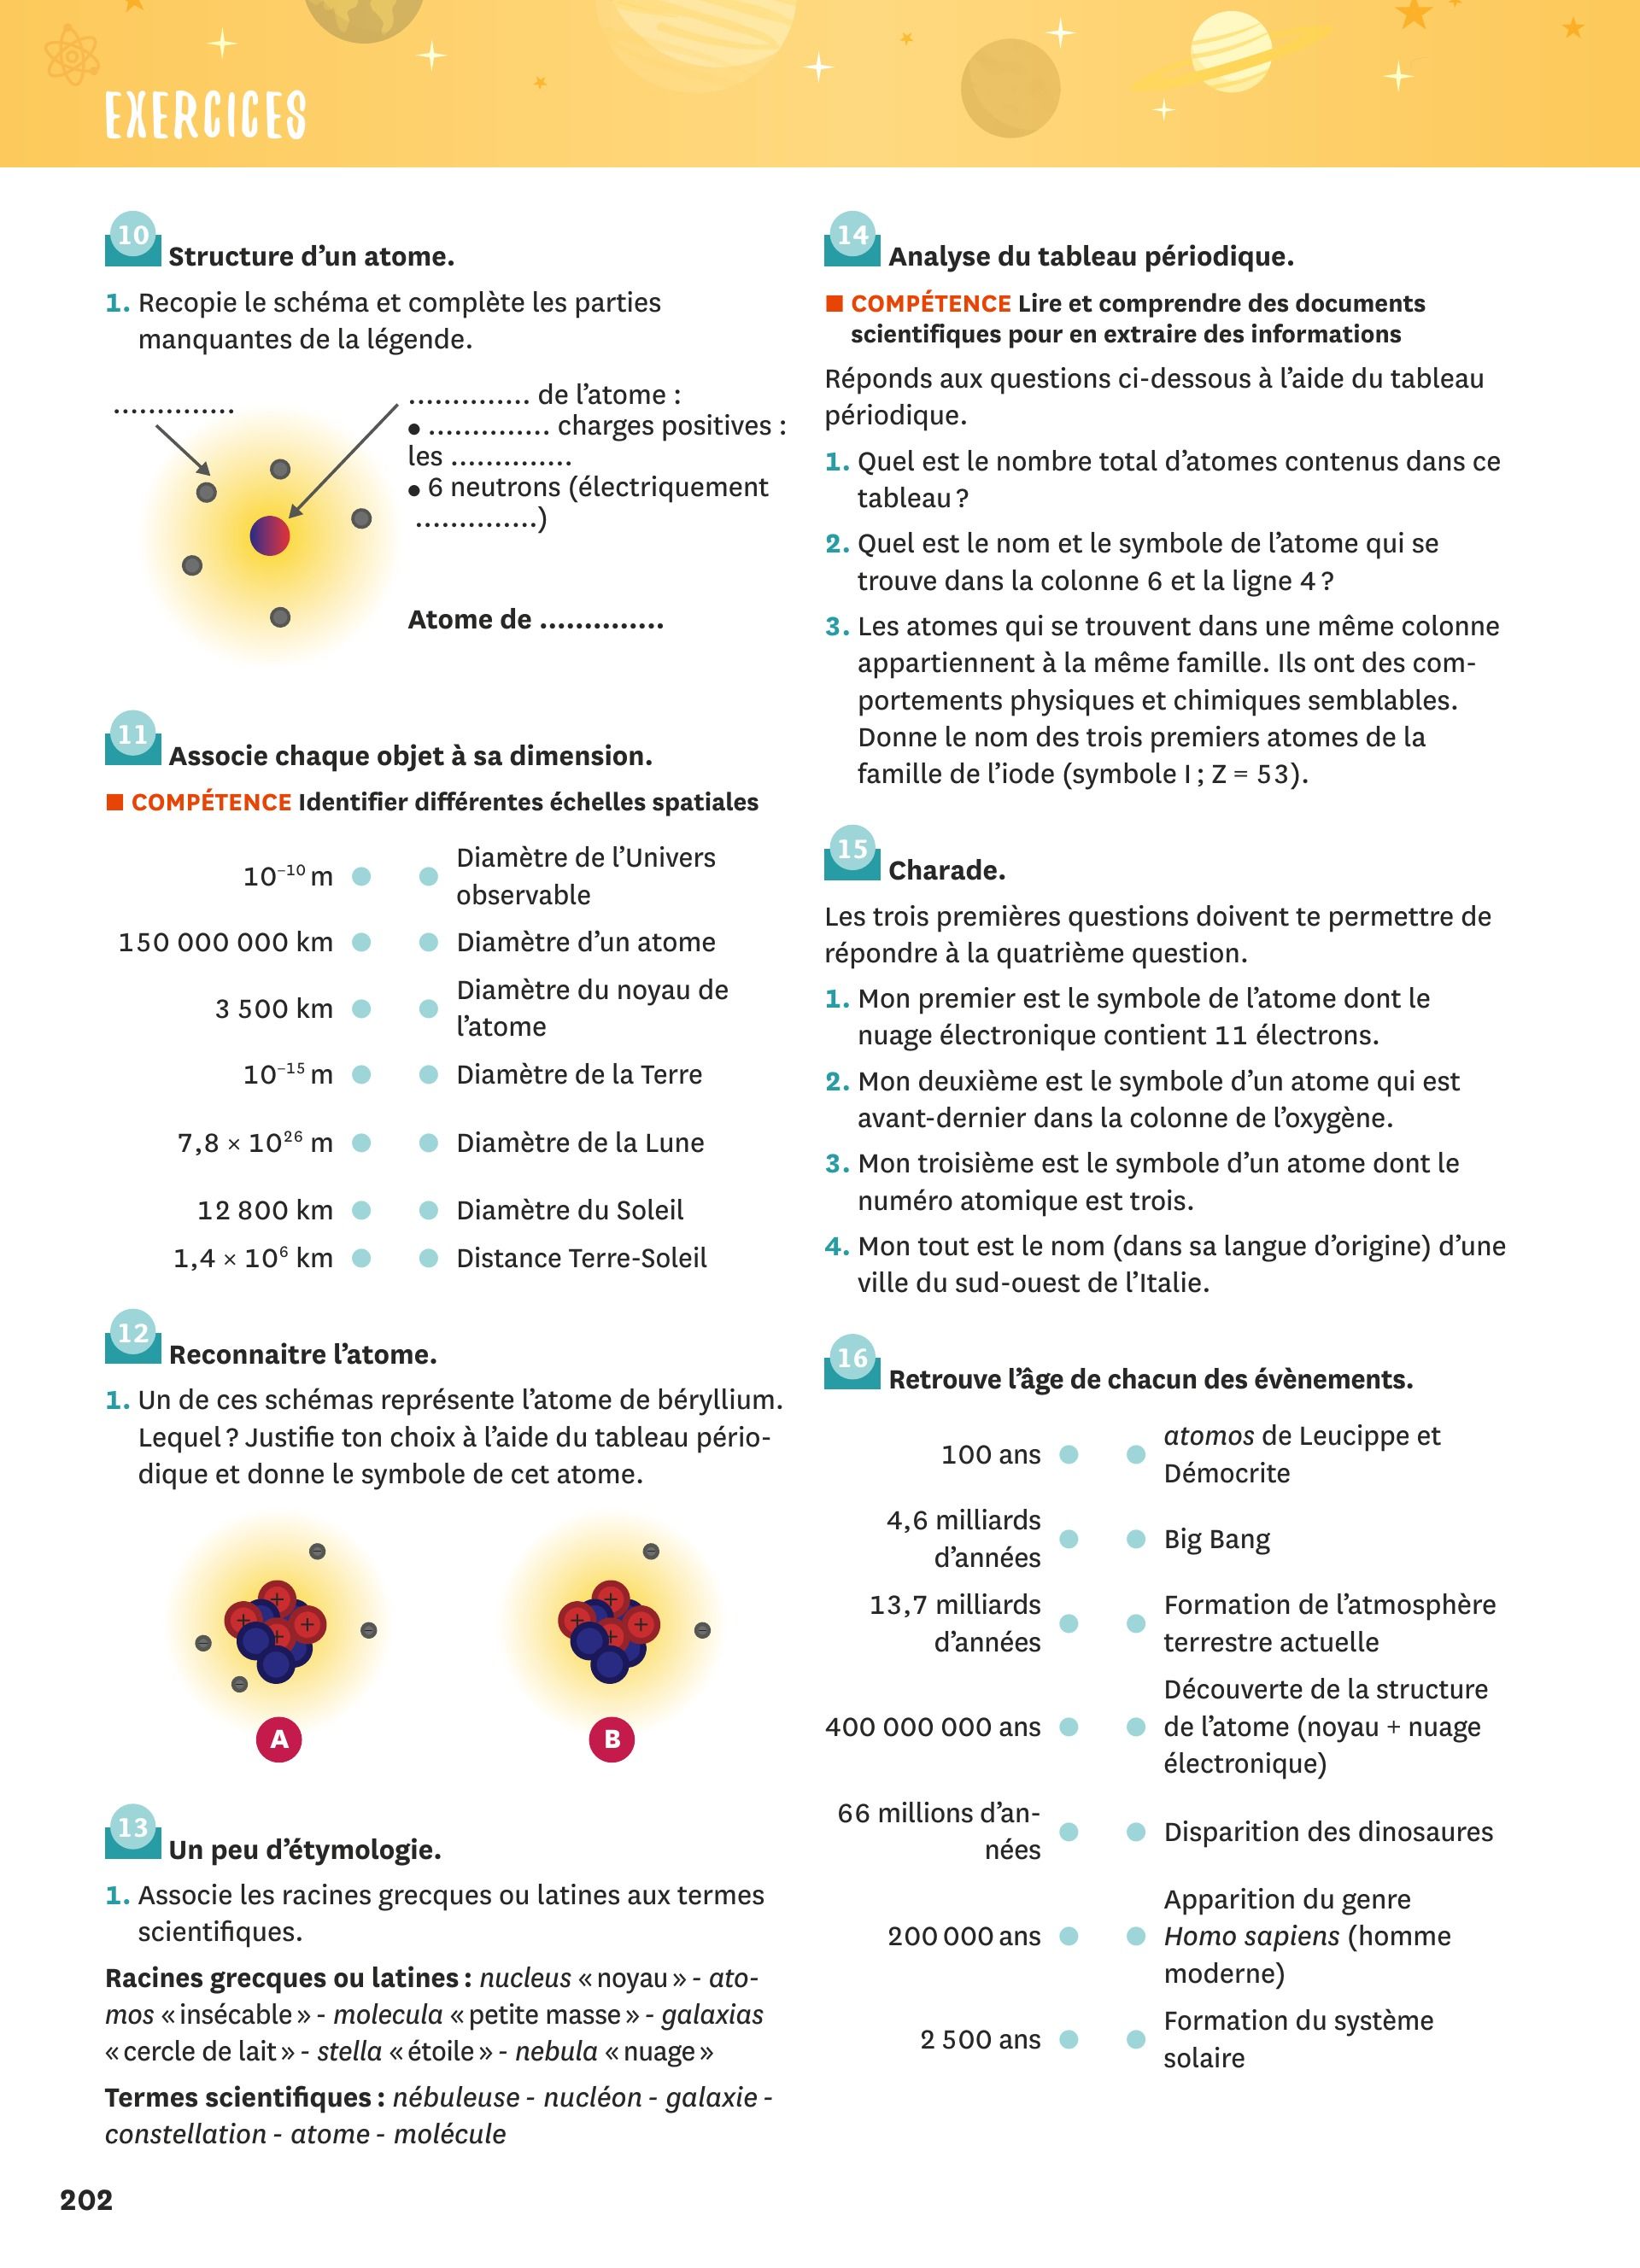 EXERCICES
10
Structure d’un atome.
1. Recopie le schéma et complète les parties
manquantes de la légende.
..............
.............. de l’atome :
● .............. charges positives :
les ..............
● 6 neutrons (électriquement
..............)
Atome de ..............
11
Associe chaque objet à sa dimension.
■ COMPÉTENCE Identifier différentes échelles spatiales
10⁻¹⁰ m
Diamètre de l’Univers
observable
150 000 000 km
Diamètre d’un atome
3 500 km
Diamètre du noyau de
l’atome
10⁻¹⁵ m
Diamètre de la Terre
7,8 × 10²⁶ m
Diamètre de la Lune
12 800 km
Diamètre du Soleil
1,4 × 10⁶ km
Distance Terre-Soleil
12
Reconnaitre l’atome.
1. Un de ces schémas représente l’atome de béryllium.
Lequel ? Justifie ton choix à l’aide du tableau pério-
dique et donne le symbole de cet atome.
A
B
13
Un peu d’étymologie.
1. Associe les racines grecques ou latines aux termes
scientifiques.
Racines grecques ou latines : nucleus « noyau » - ato-
mos « insécable » - molecula « petite masse » - galaxias
« cercle de lait » - stella « étoile » - nebula « nuage »
Termes scientifiques : nébuleuse - nucléon - galaxie -
constellation - atome - molécule
14
Analyse du tableau périodique.
■ COMPÉTENCE Lire et comprendre des documents
scientifiques pour en extraire des informations
Réponds aux questions ci-dessous à l’aide du tableau
périodique.
1. Quel est le nombre total d’atomes contenus dans ce
tableau ?
2. Quel est le nom et le symbole de l’atome qui se
trouve dans la colonne 6 et la ligne 4 ?
3. Les atomes qui se trouvent dans une même colonne
appartiennent à la même famille. Ils ont des com-
portements physiques et chimiques semblables.
Donne le nom des trois premiers atomes de la
famille de l’iode (symbole I ; Z = 53).
15
Charade.
Les trois premières questions doivent te permettre de
répondre à la quatrième question.
1. Mon premier est le symbole de l’atome dont le
nuage électronique contient 11 électrons.
2. Mon deuxième est le symbole d’un atome qui est
avant-dernier dans la colonne de l’oxygène.
3. Mon troisième est le symbole d’un atome dont le
numéro atomique est trois.
4. Mon tout est le nom (dans sa langue d’origine) d’une
ville du sud-ouest de l’Italie.
16
Retrouve l’âge de chacun des évènements.
100 ans
atomos de Leucippe et
Démocrite
4,6 milliards
d’années
Big Bang
13,7 milliards
d’années
Formation de l’atmosphère
terrestre actuelle
400 000 000 ans
Découverte de la structure
de l’atome (noyau + nuage
électronique)
66 millions d’an-
nées
Disparition des dinosaures
200 000 ans
Apparition du genre
Homo sapiens (homme
moderne)
2 500 ans
Formation du système
solaire
202